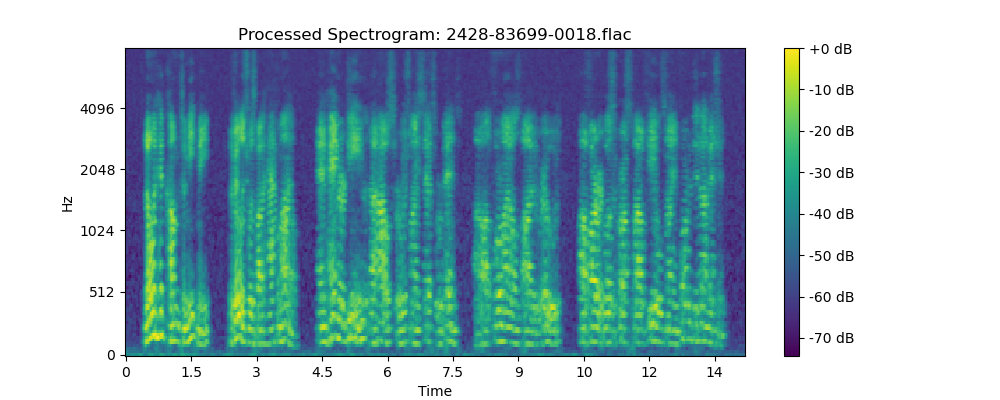 Processed Spectrogram: 2428-83699-0018.flac
+0 dB
-10 dB
-20 dB
-30 dB
-40 dB
-50 dB
-60 dB
-70 dB
Hz
4096
2048
1024
512
0
0 1.5 3 4.5 6 7.5 9 10 12 14
Time